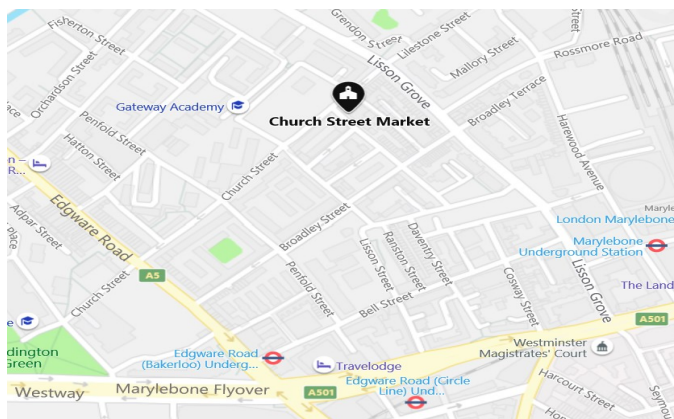 Fisherton Street
Grendon Street
Lilestone Street
Orchardson Street
Lisson Grove
Mallory Street
Rossmore Road
Gateway Academy
Church Street Market
Broadley Terrace
Penfold Street
Hatton Street
Harewood Avenue
Church Street
Edgware Road
Adpar Street
Place
Broadley Street
Maryle
London Marylebone
Marylebone
Underground Station
Lisson Street
Ranston Street
Daventry Street
A5
Penfold Street
Cosway Street
Lisson Grove
The Land
Church Street
Bell Street
A501
Westminster
Magistrates' Court
dington
Green
Edgware Road
(Bakerloo) Underg...
Travelodge
Edgware Road (Circle
Line) Und...
Westway
Marylebone Flyover
A501
Harcourt Street
Seymou